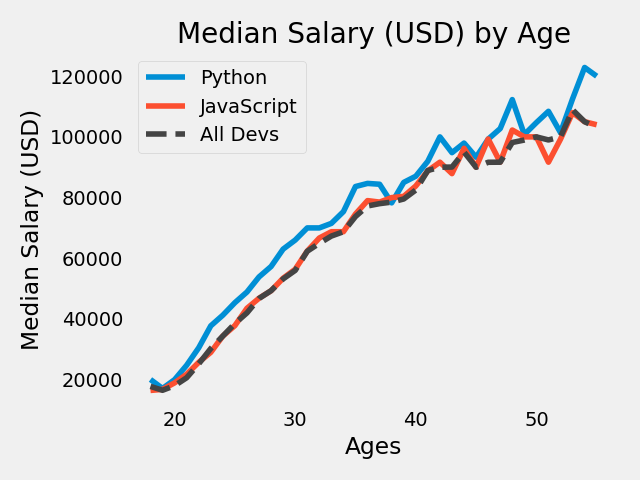 Median Salary (USD) by Age
Python
JavaScript
All Devs
Median Salary (USD)
120000
100000
80000
60000
40000
20000
20 30 40 50
Ages